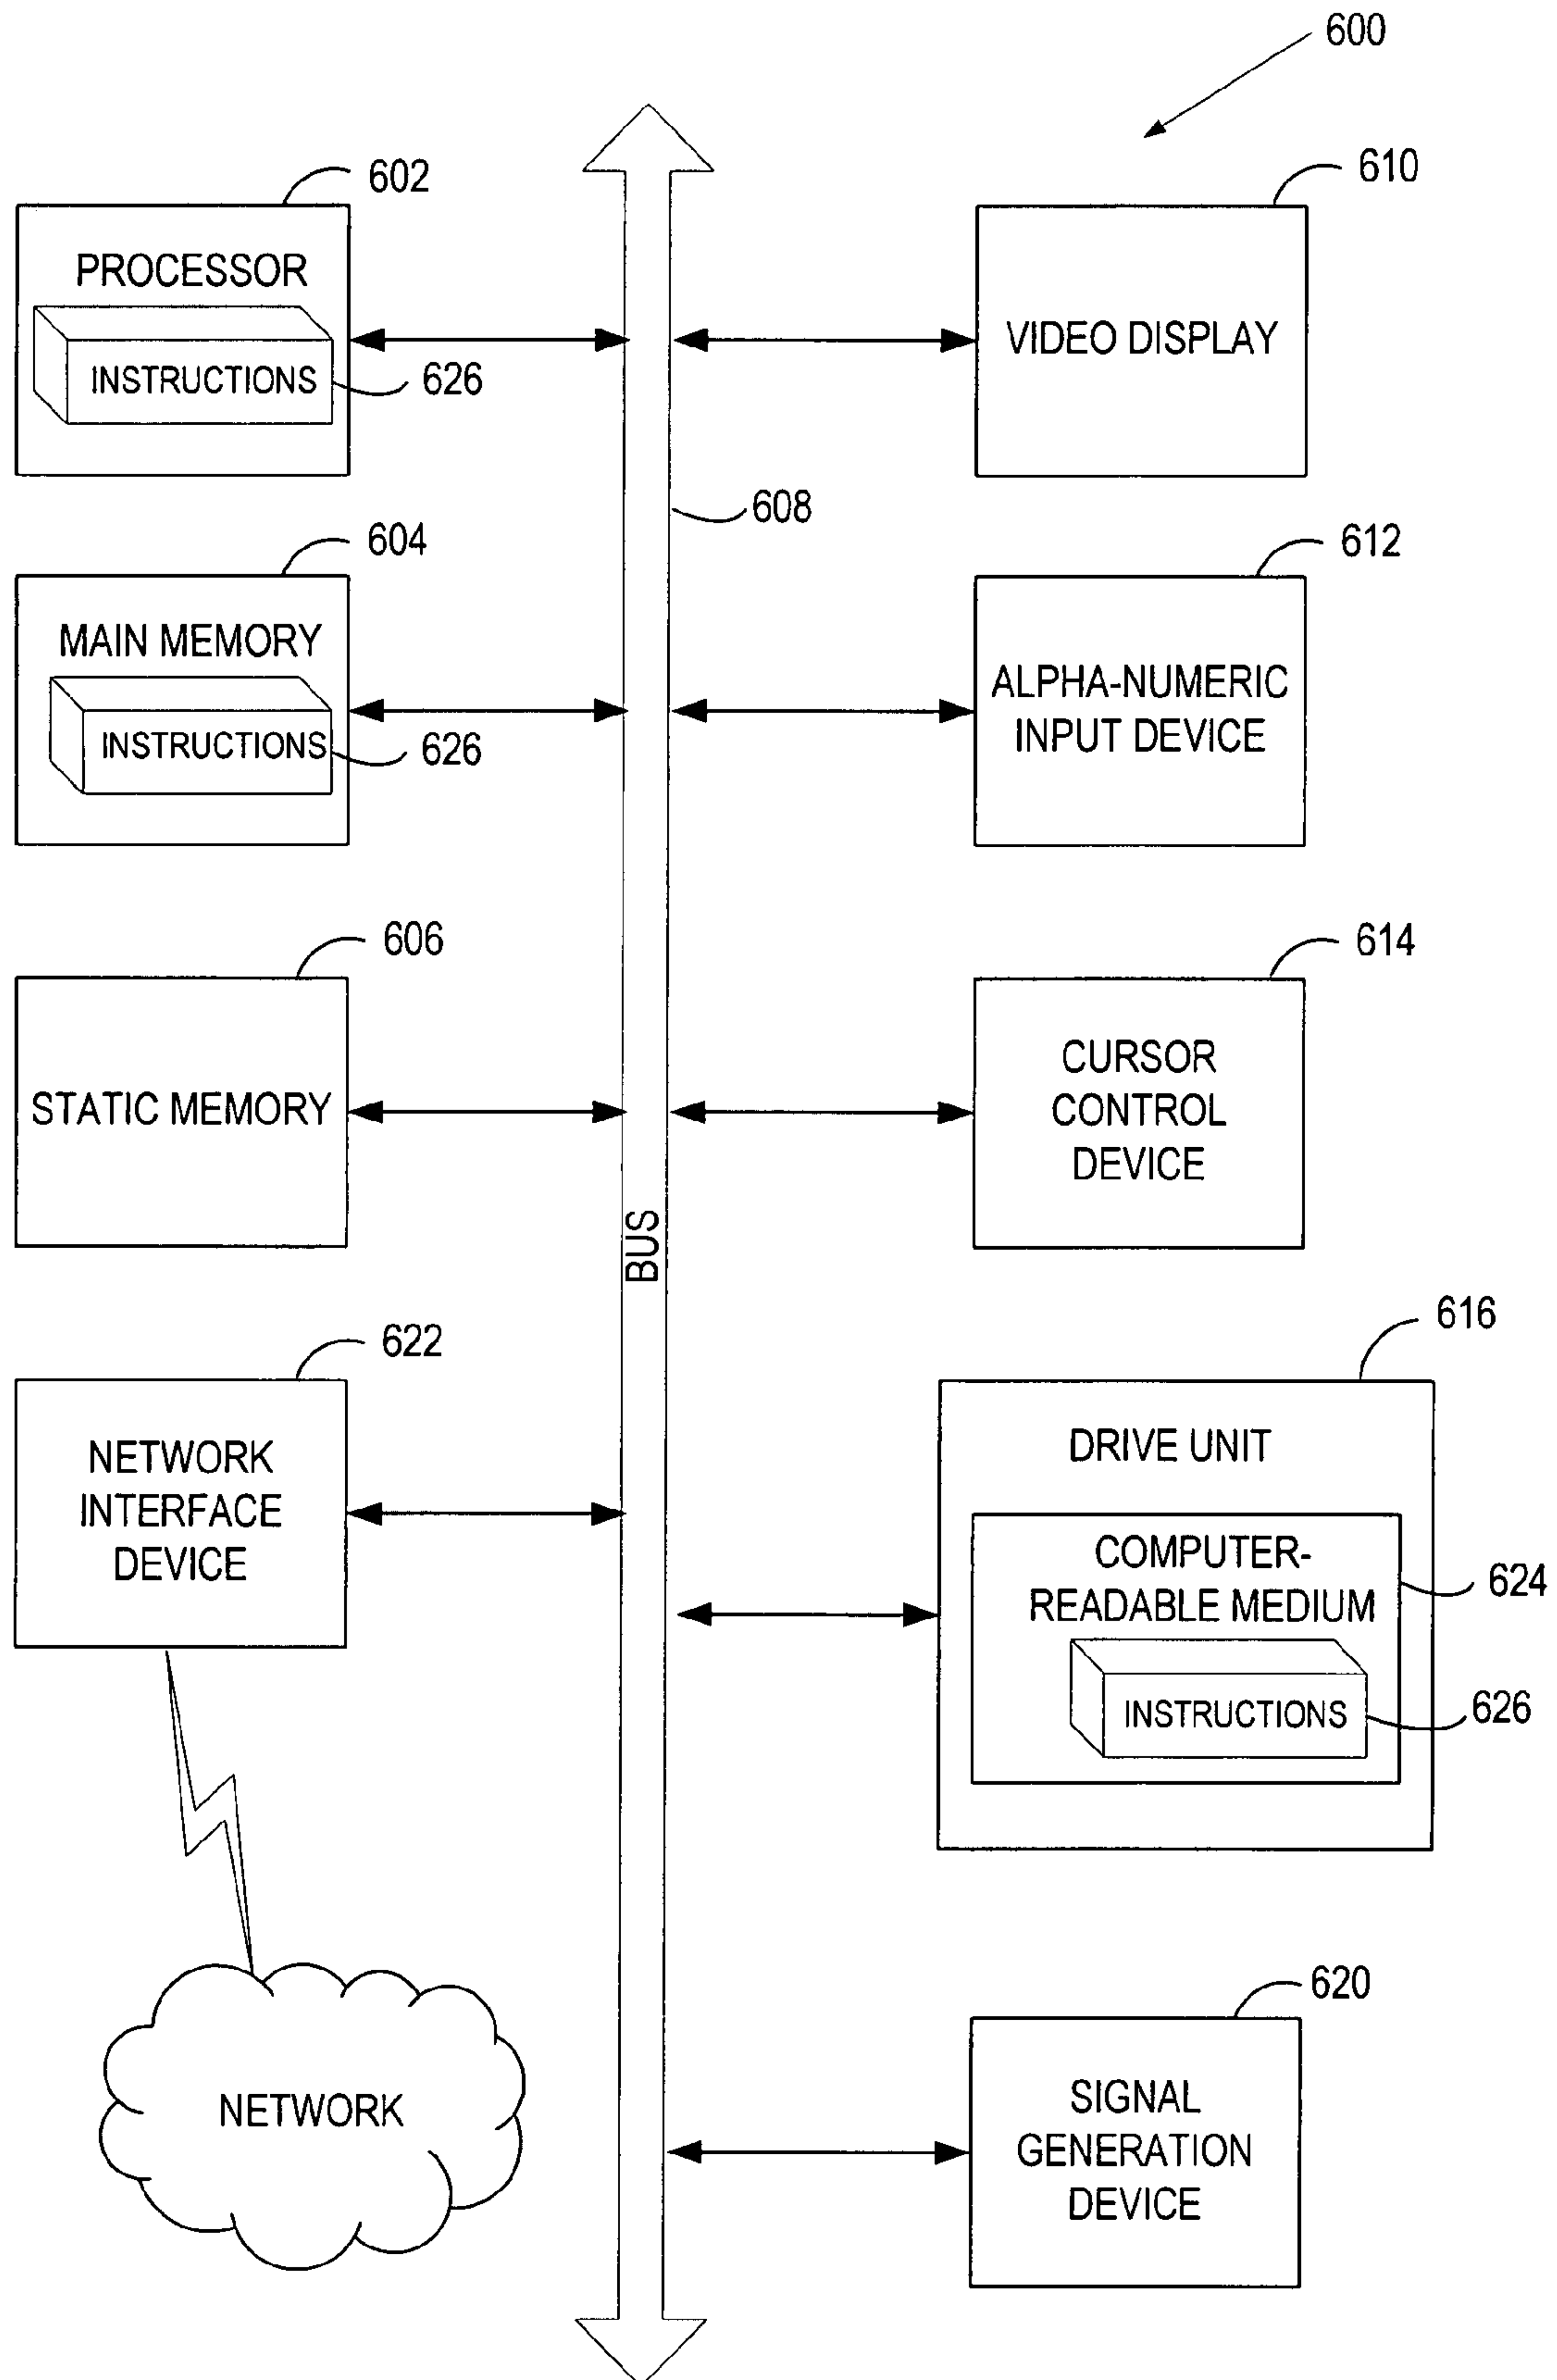 600
602
PROCESSOR
INSTRUCTIONS
626
610
VIDEO DISPLAY
608
604
MAIN MEMORY
INSTRUCTIONS
626
612
ALPHA-NUMERIC
INPUT DEVICE
606
STATIC MEMORY
614
CURSOR
CONTROL
DEVICE
BUS
622
NETWORK
INTERFACE
DEVICE
616
DRIVE UNIT
COMPUTER-
READABLE MEDIUM
624
INSTRUCTIONS
626
NETWORK
620
SIGNAL
GENERATION
DEVICE